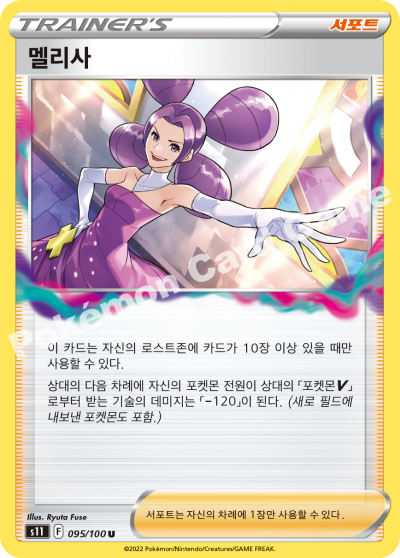 TRAINER'S
서포트
멜리사
Pokémon Card Game
이 카드는 자신의 로스트존에 카드가 10장 이상 있을 때만
사용할 수 있다.
상대의 다음 차례에 자신의 포켓몬 전원이 상대의 「포켓몬V」
로부터 받는 기술의 데미지는 「-120」이 된다. (새로 필드에
내보낸 포켓몬도 포함.)
Illus. Ryuta Fuse
s11 F 095/100 U
서포트는 자신의 차례에 1장만 사용할 수 있다.
©2022 Pokémon/Nintendo/Creatures/GAME FREAK.